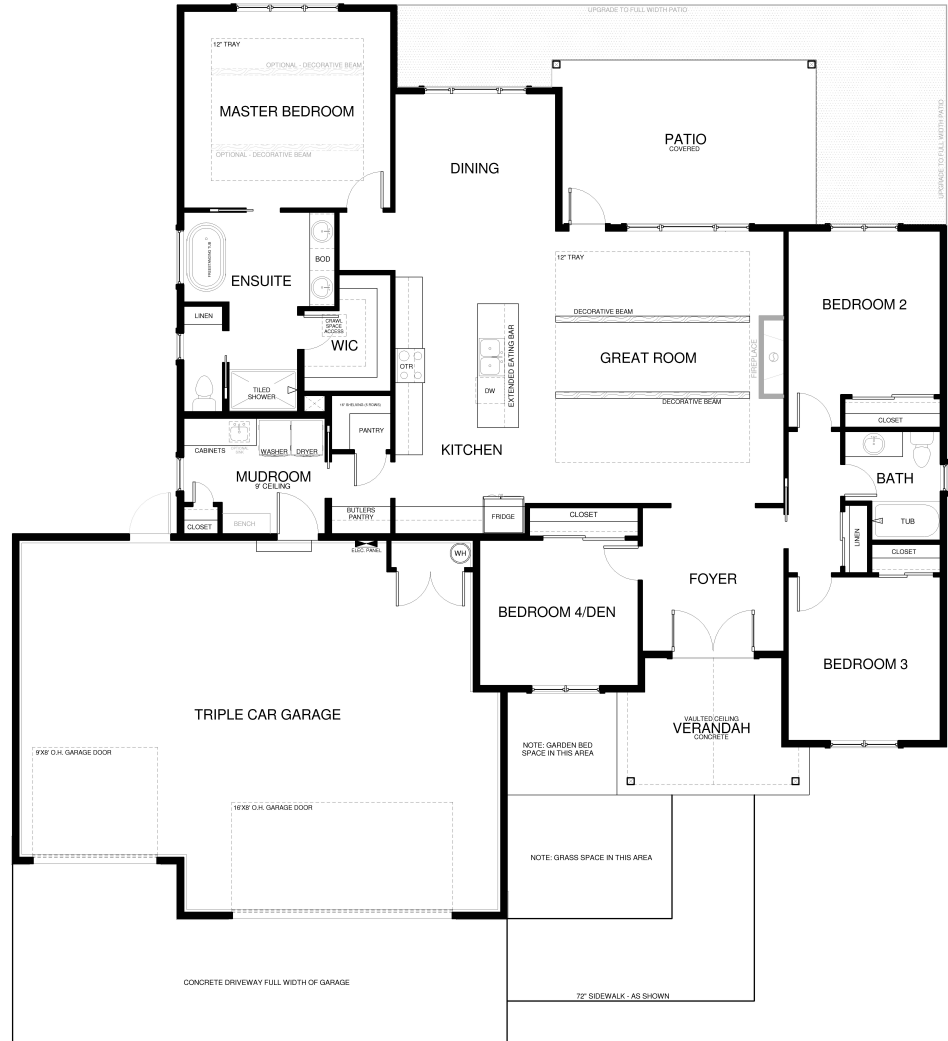 UPGRADE TO FULL WIDTH PATIO
12" TRAY
OPTIONAL - DECORATIVE BEAM
MASTER BEDROOM
OPTIONAL - DECORATIVE BEAM
DINING
PATIO
COVERED
UPGRADE TO FULL WIDTH PATIO
FREESTANDING TUB
ENSUITE
BOD
LINEN
CRAWL
SPACE
ACCESS
WIC
TILED
SHOWER
OTR
DW
EXTENDED EATING BAR
12" TRAY
DECORATIVE BEAM
GREAT ROOM
FIREPLACE
DECORATIVE BEAM
BEDROOM 2
CLOSET
PANTRY
KITCHEN
CABINETS
OPTIONAL
SINK
WASHER
DRYER
MUDROOM
9' CEILING
CLOSET
BENCH
BUTLERS
PANTRY
FRIDGE
CLOSET
BATH
TUB
LINEN
CLOSET
ELEC. PANEL
WH
FOYER
BEDROOM 4/DEN
BEDROOM 3
TRIPLE CAR GARAGE
VAULTED CEILING
VERANDAH
CONCRETE
NOTE: GARDEN BED
SPACE IN THIS AREA
9'X8' O.H. GARAGE DOOR
16'X8' O.H. GARAGE DOOR
NOTE: GRASS SPACE IN THIS AREA
CONCRETE DRIVEWAY FULL WIDTH OF GARAGE
72" SIDEWALK - AS SHOWN